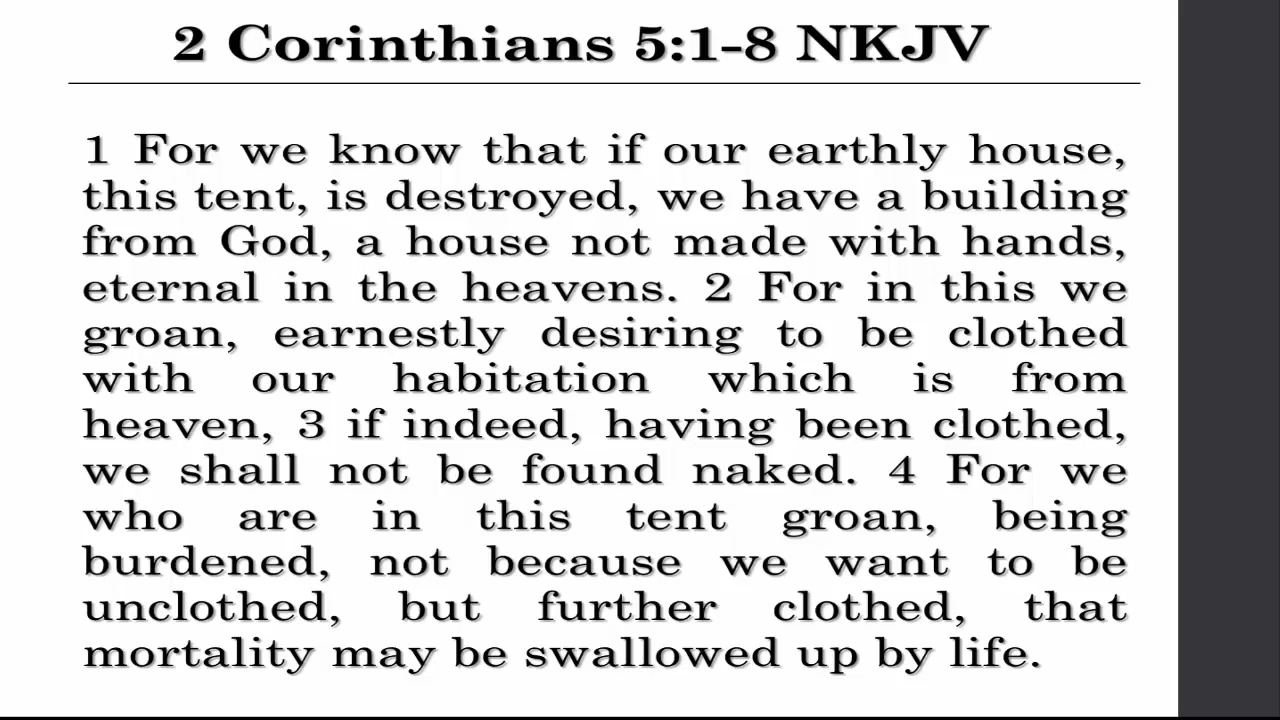 2 Corinthians 5:1-8 NKJV
1 For we know that if our earthly house,
this tent, is destroyed, we have a building
from God, a house not made with hands,
eternal in the heavens. 2 For in this we
groan, earnestly desiring to be clothed
with our habitation which is from
heaven, 3 if indeed, having been clothed,
we shall not be found naked. 4 For we
who are in this tent groan, being
burdened, not because we want to be
unclothed, but further clothed, that
mortality may be swallowed up by life.